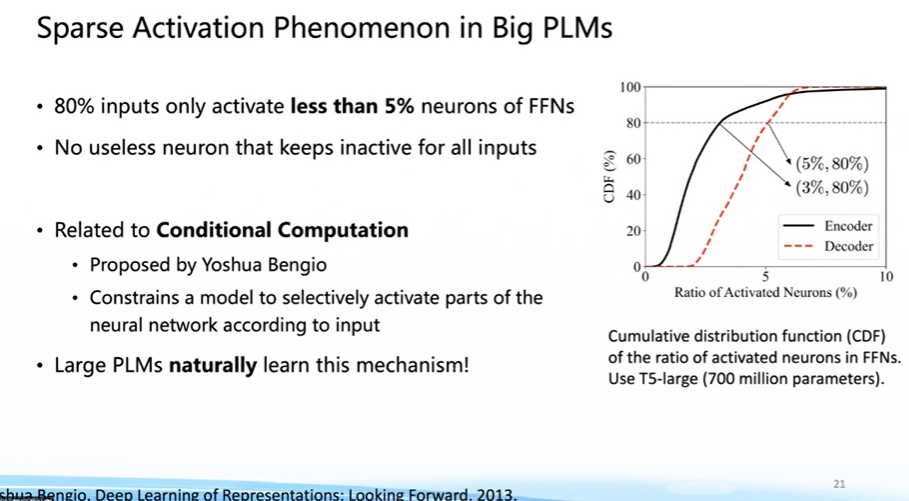 Sparse Activation Phenomenon in Big PLMs
• 80% inputs only activate less than 5% neurons of FFNs
• No useless neuron that keeps inactive for all inputs
• Related to Conditional Computation
• Proposed by Yoshua Bengio
• Constrains a model to selectively activate parts of the
neural network according to input
• Large PLMs naturally learn this mechanism!
100
80
60
40
20
0
CDF (%)
(5%, 80%)
(3%, 80%)
Encoder
Decoder
0 5 10
Ratio of Activated Neurons (%)
Cumulative distribution function (CDF)
of the ratio of activated neurons in FFNs.
Use T5-large (700 million parameters).
21
shua Bengio. Deep Learning of Representations: Looking Forward. 2013.